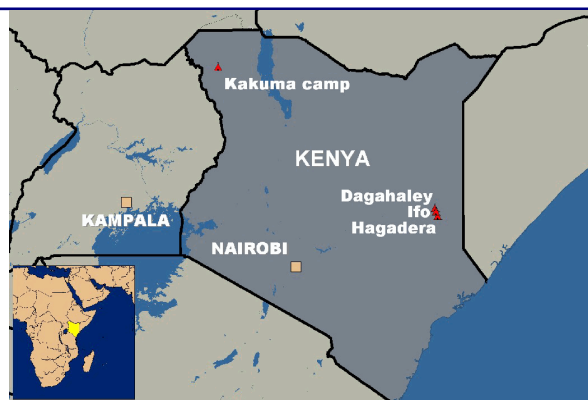 Kakuma camp
KENYA
Dagahaley
Ifo
Hagadera
KAMPALA
NAIROBI